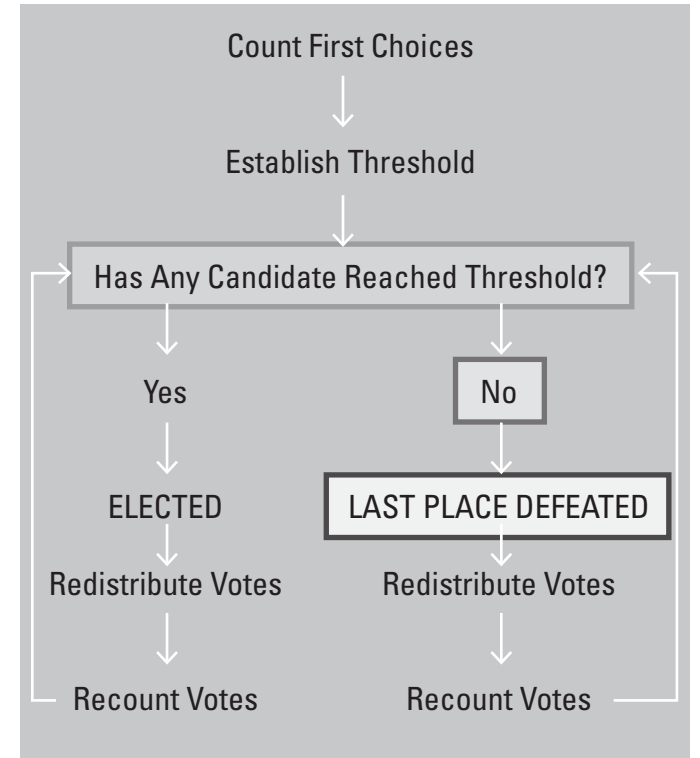 Count First Choices
Establish Threshold
Has Any Candidate Reached Threshold?
Yes
No
ELECTED
LAST PLACE DEFEATED
Redistribute Votes
Redistribute Votes
Recount Votes
Recount Votes